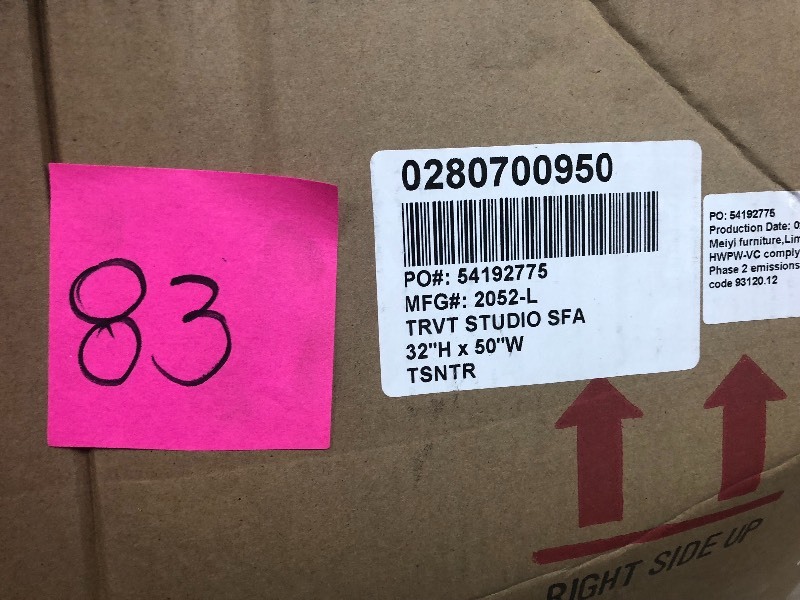 83
0280700950
PO#: 54192775
MFG#: 2052-L
TRVT STUDIO SFA
32"H x 50"W
TSNTR
PO: 54192775
Production Date:
Meiyi furniture,
HWPW-VC comply
Phase 2 emissions
code 93120.12
RIGHT SIDE UP